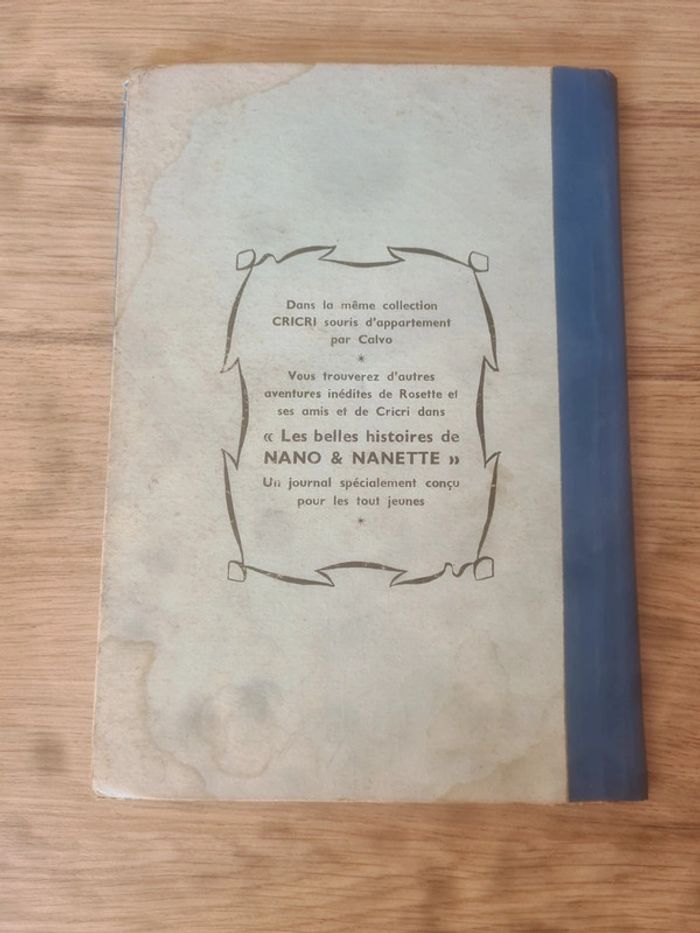 Dans la même collection
CRICRI souris d'appartement
par Calvo
*
Vous trouverez d'autres
aventures inédites de Rosette et
ses amis et de Cricri dans
« Les belles histoires de
NANO & NANETTE »
Un journal spécialement conçu
pour les tout jeunes
*